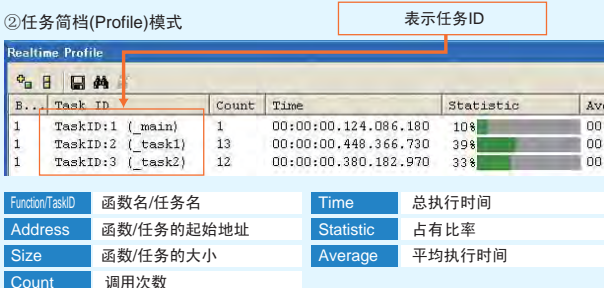 ②任务简档(Profile)模式
表示任务ID
Realtime Profile
B... Task ID Count Time Statistic Ave
1 TaskID:1 (_main) 1 00:00:00.124.086.180 10% 00
1 TaskID:2 (_task1) 13 00:00:00.448.366.730 39% 00
1 TaskID:3 (_task2) 12 00:00:00.380.182.970 33% 00
Function/TaskID 函数名/任务名 Time 总执行时间
Address 函数/任务的起始地址 Statistic 占有比率
Size 函数/任务的大小 Average 平均执行时间
Count 调用次数